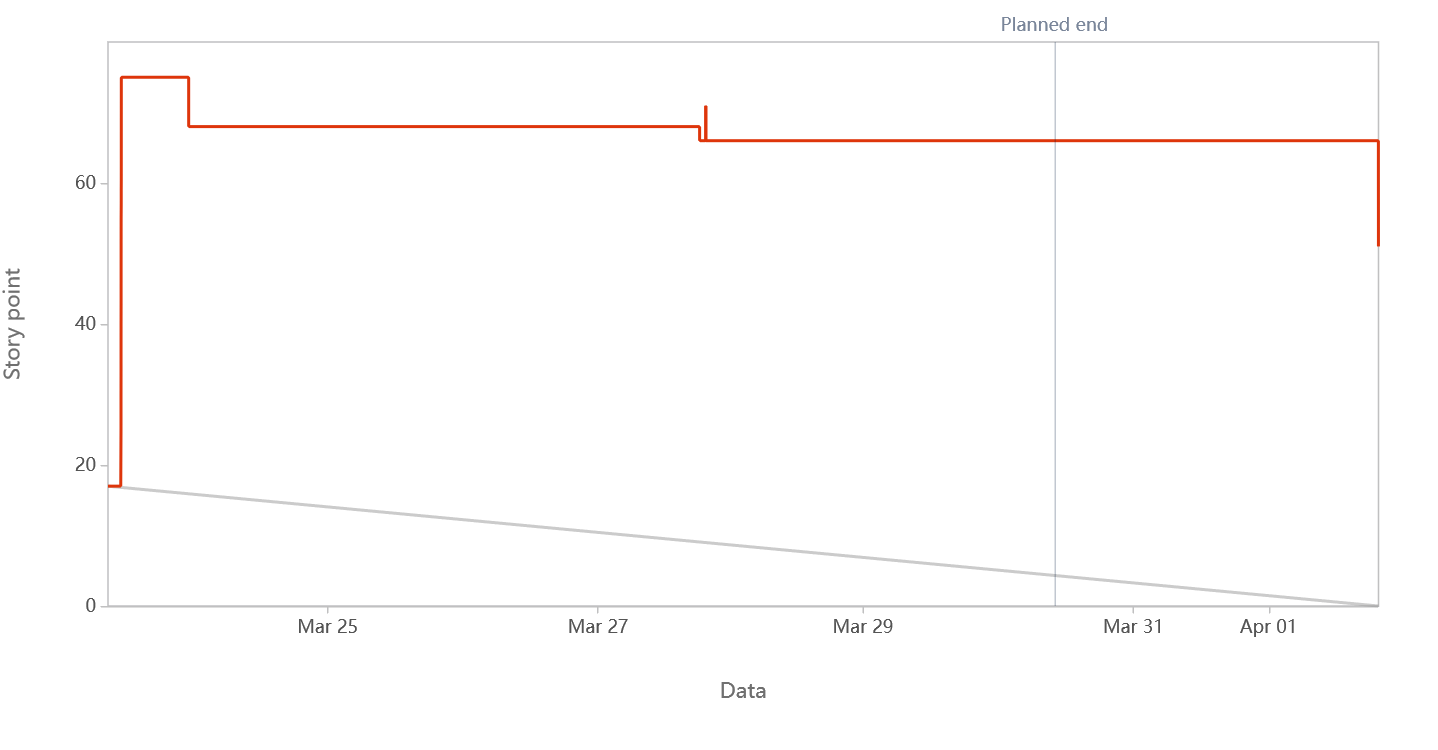 Planned end
60
40
20
0
Story point
Mar 25
Mar 27
Mar 29
Mar 31
Apr 01
Data